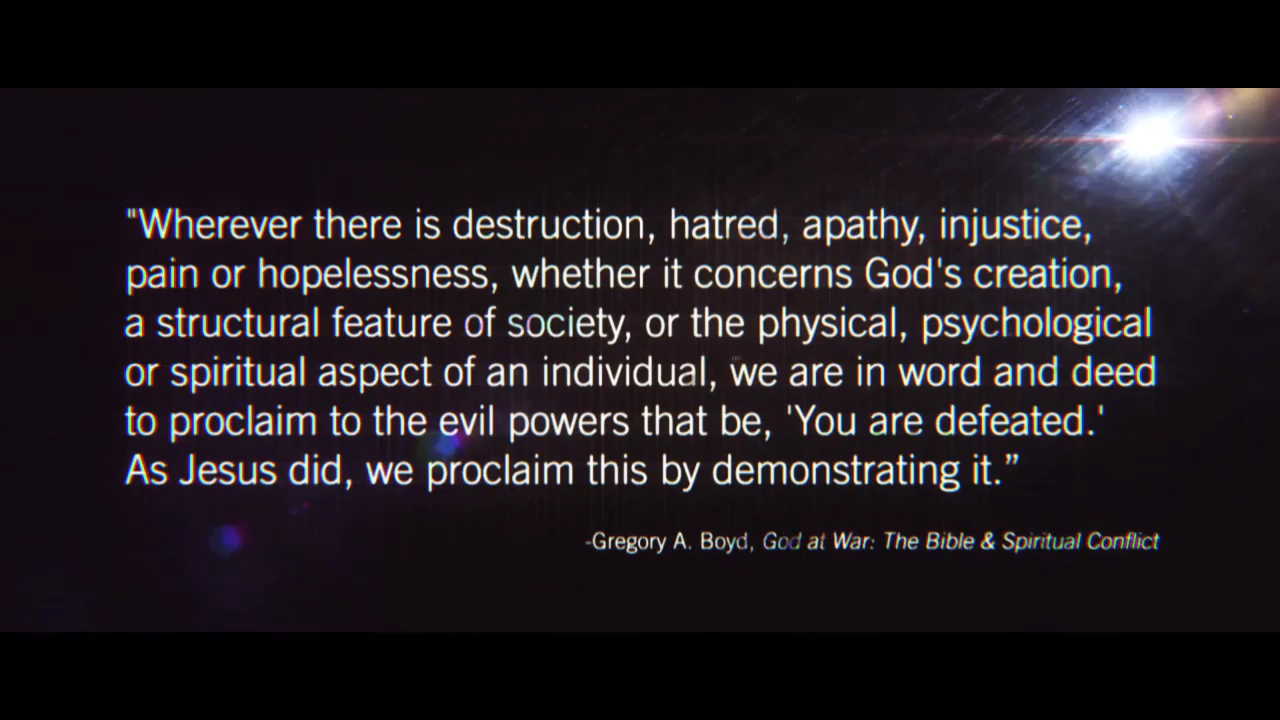 "Wherever there is destruction, hatred, apathy, injustice,
pain or hopelessness, whether it concerns God's creation,
a structural feature of society, or the physical, psychological
or spiritual aspect of an individual, we are in word and deed
to proclaim to the evil powers that be, 'You are defeated.'
As Jesus did, we proclaim this by demonstrating it.”
-Gregory A. Boyd, God at War: The Bible & Spiritual Conflict